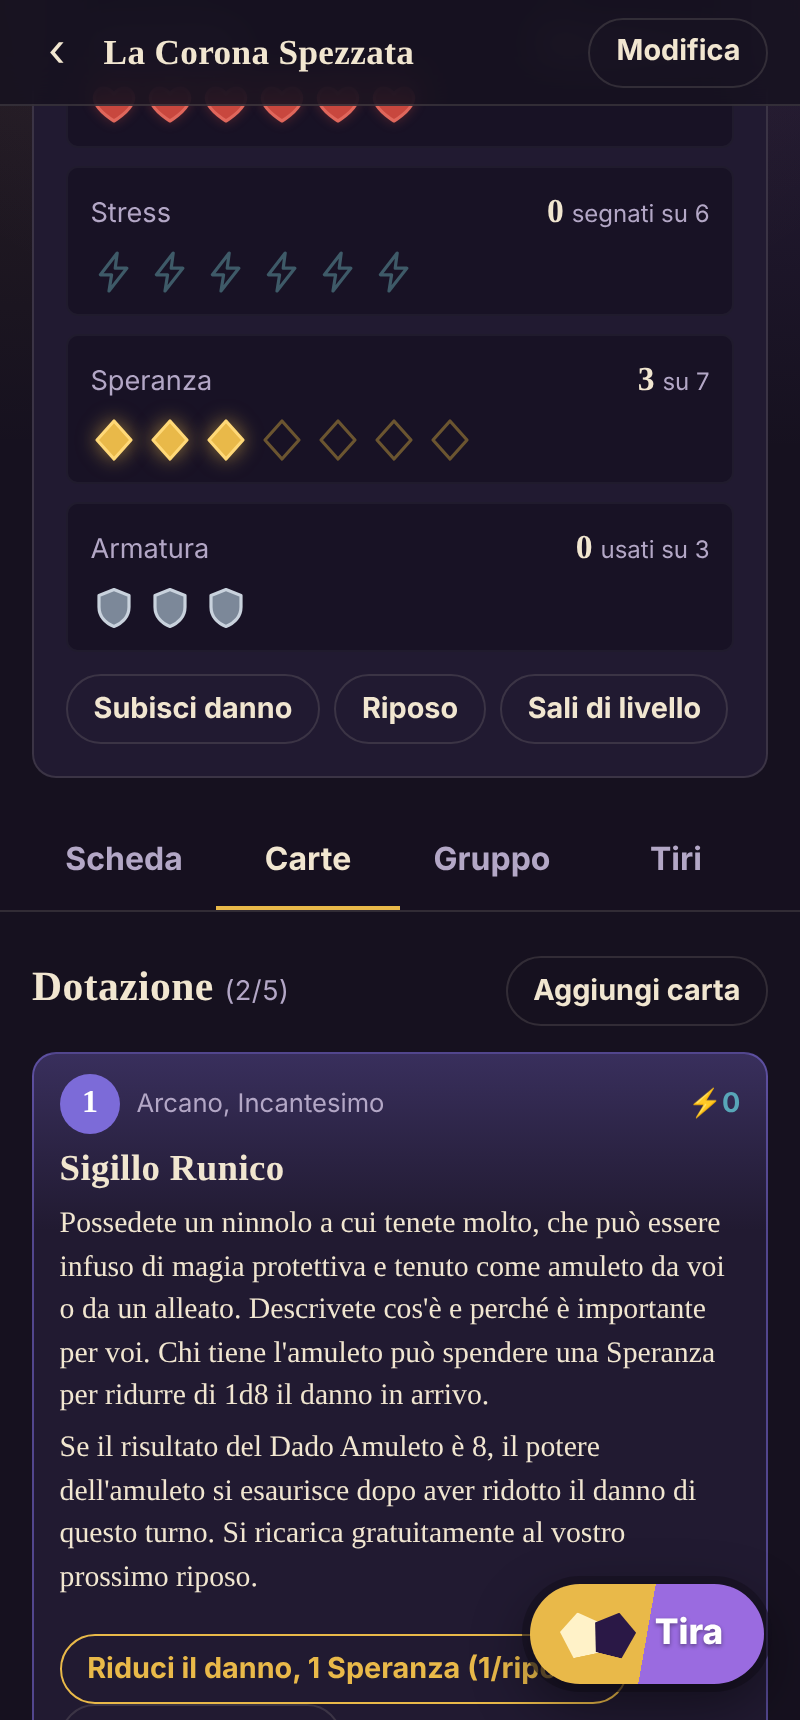 La Corona Spezzata
Modifica
Stress
0 segnati su 6
Speranza
3 su 7
Armatura
0 usati su 3
Subisci danno
Riposo
Sali di livello
Scheda
Carte
Gruppo
Tiri
Dotazione (2/5)
Aggiungi carta
1
Arcano, Incantesimo
⚡0
Sigillo Runico
Possedete un ninnolo a cui tenete molto, che può essere
infuso di magia protettiva e tenuto come amuleto da voi
o da un alleato. Descrivete cos'è e perché è importante
per voi. Chi tiene l'amuleto può spendere una Speranza
per ridurre di 1d8 il danno in arrivo.
Se il risultato del Dado Amuleto è 8, il potere
dell'amuleto si esaurisce dopo aver ridotto il danno di
questo turno. Si ricarica gratuitamente al vostro
prossimo riposo.
Riduci il danno, 1 Speranza
Tira